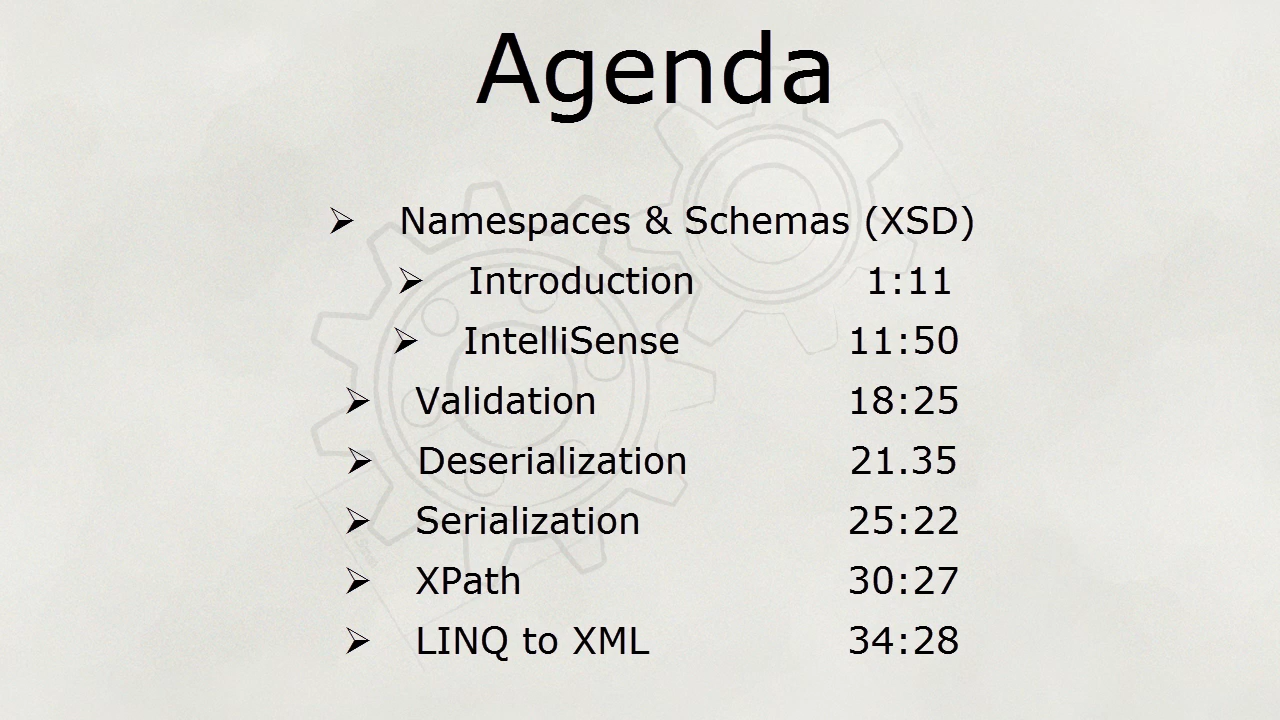 Agenda
Namespaces & Schemas (XSD)
Introduction 1:11
IntelliSense 11:50
Validation 18:25
Deserialization 21.35
Serialization 25:22
XPath 30:27
LINQ to XML 34:28